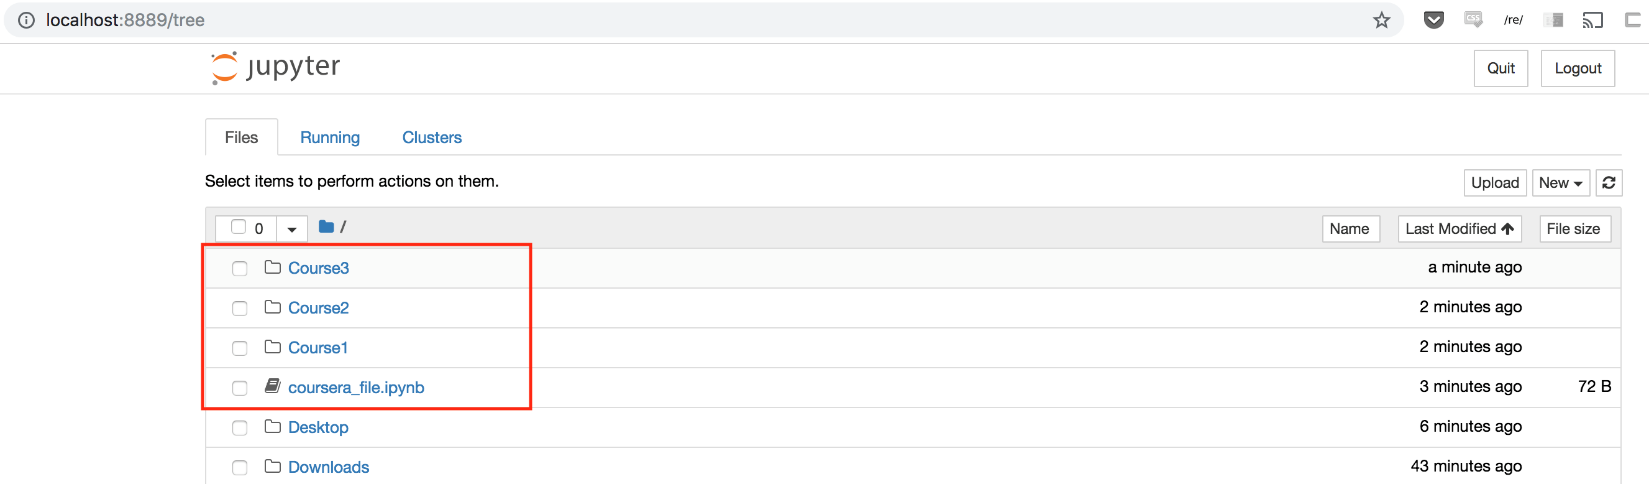 localhost:8889/tree
/re/
jupyter
Quit
Logout
Files
Running
Clusters
Select items to perform actions on them.
Upload
New
0
/
Name
Last Modified
File size
Course3
a minute ago
Course2
2 minutes ago
Course1
2 minutes ago
coursera_file.ipynb
3 minutes ago
72 B
Desktop
6 minutes ago
Downloads
43 minutes ago